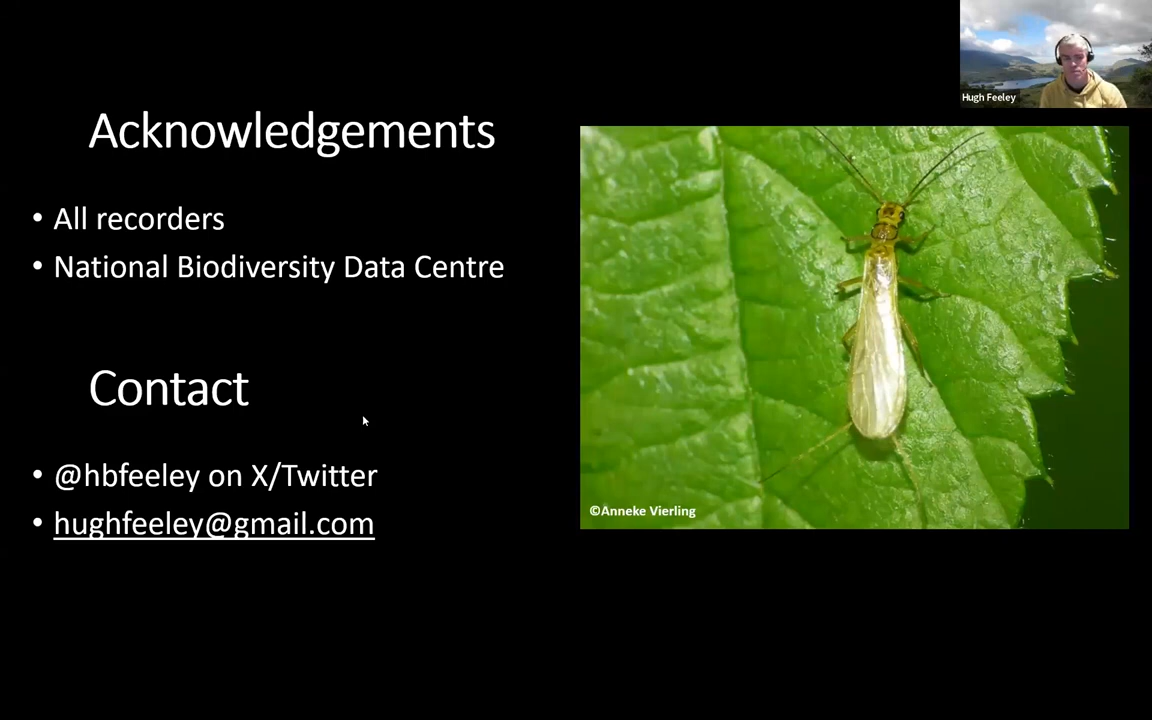 Acknowledgements
• All recorders
• National Biodiversity Data Centre
Contact
• @hbfeeley on X/Twitter
• hughfeeley@gmail.com
©Anneke Vierling
Hugh Feeley